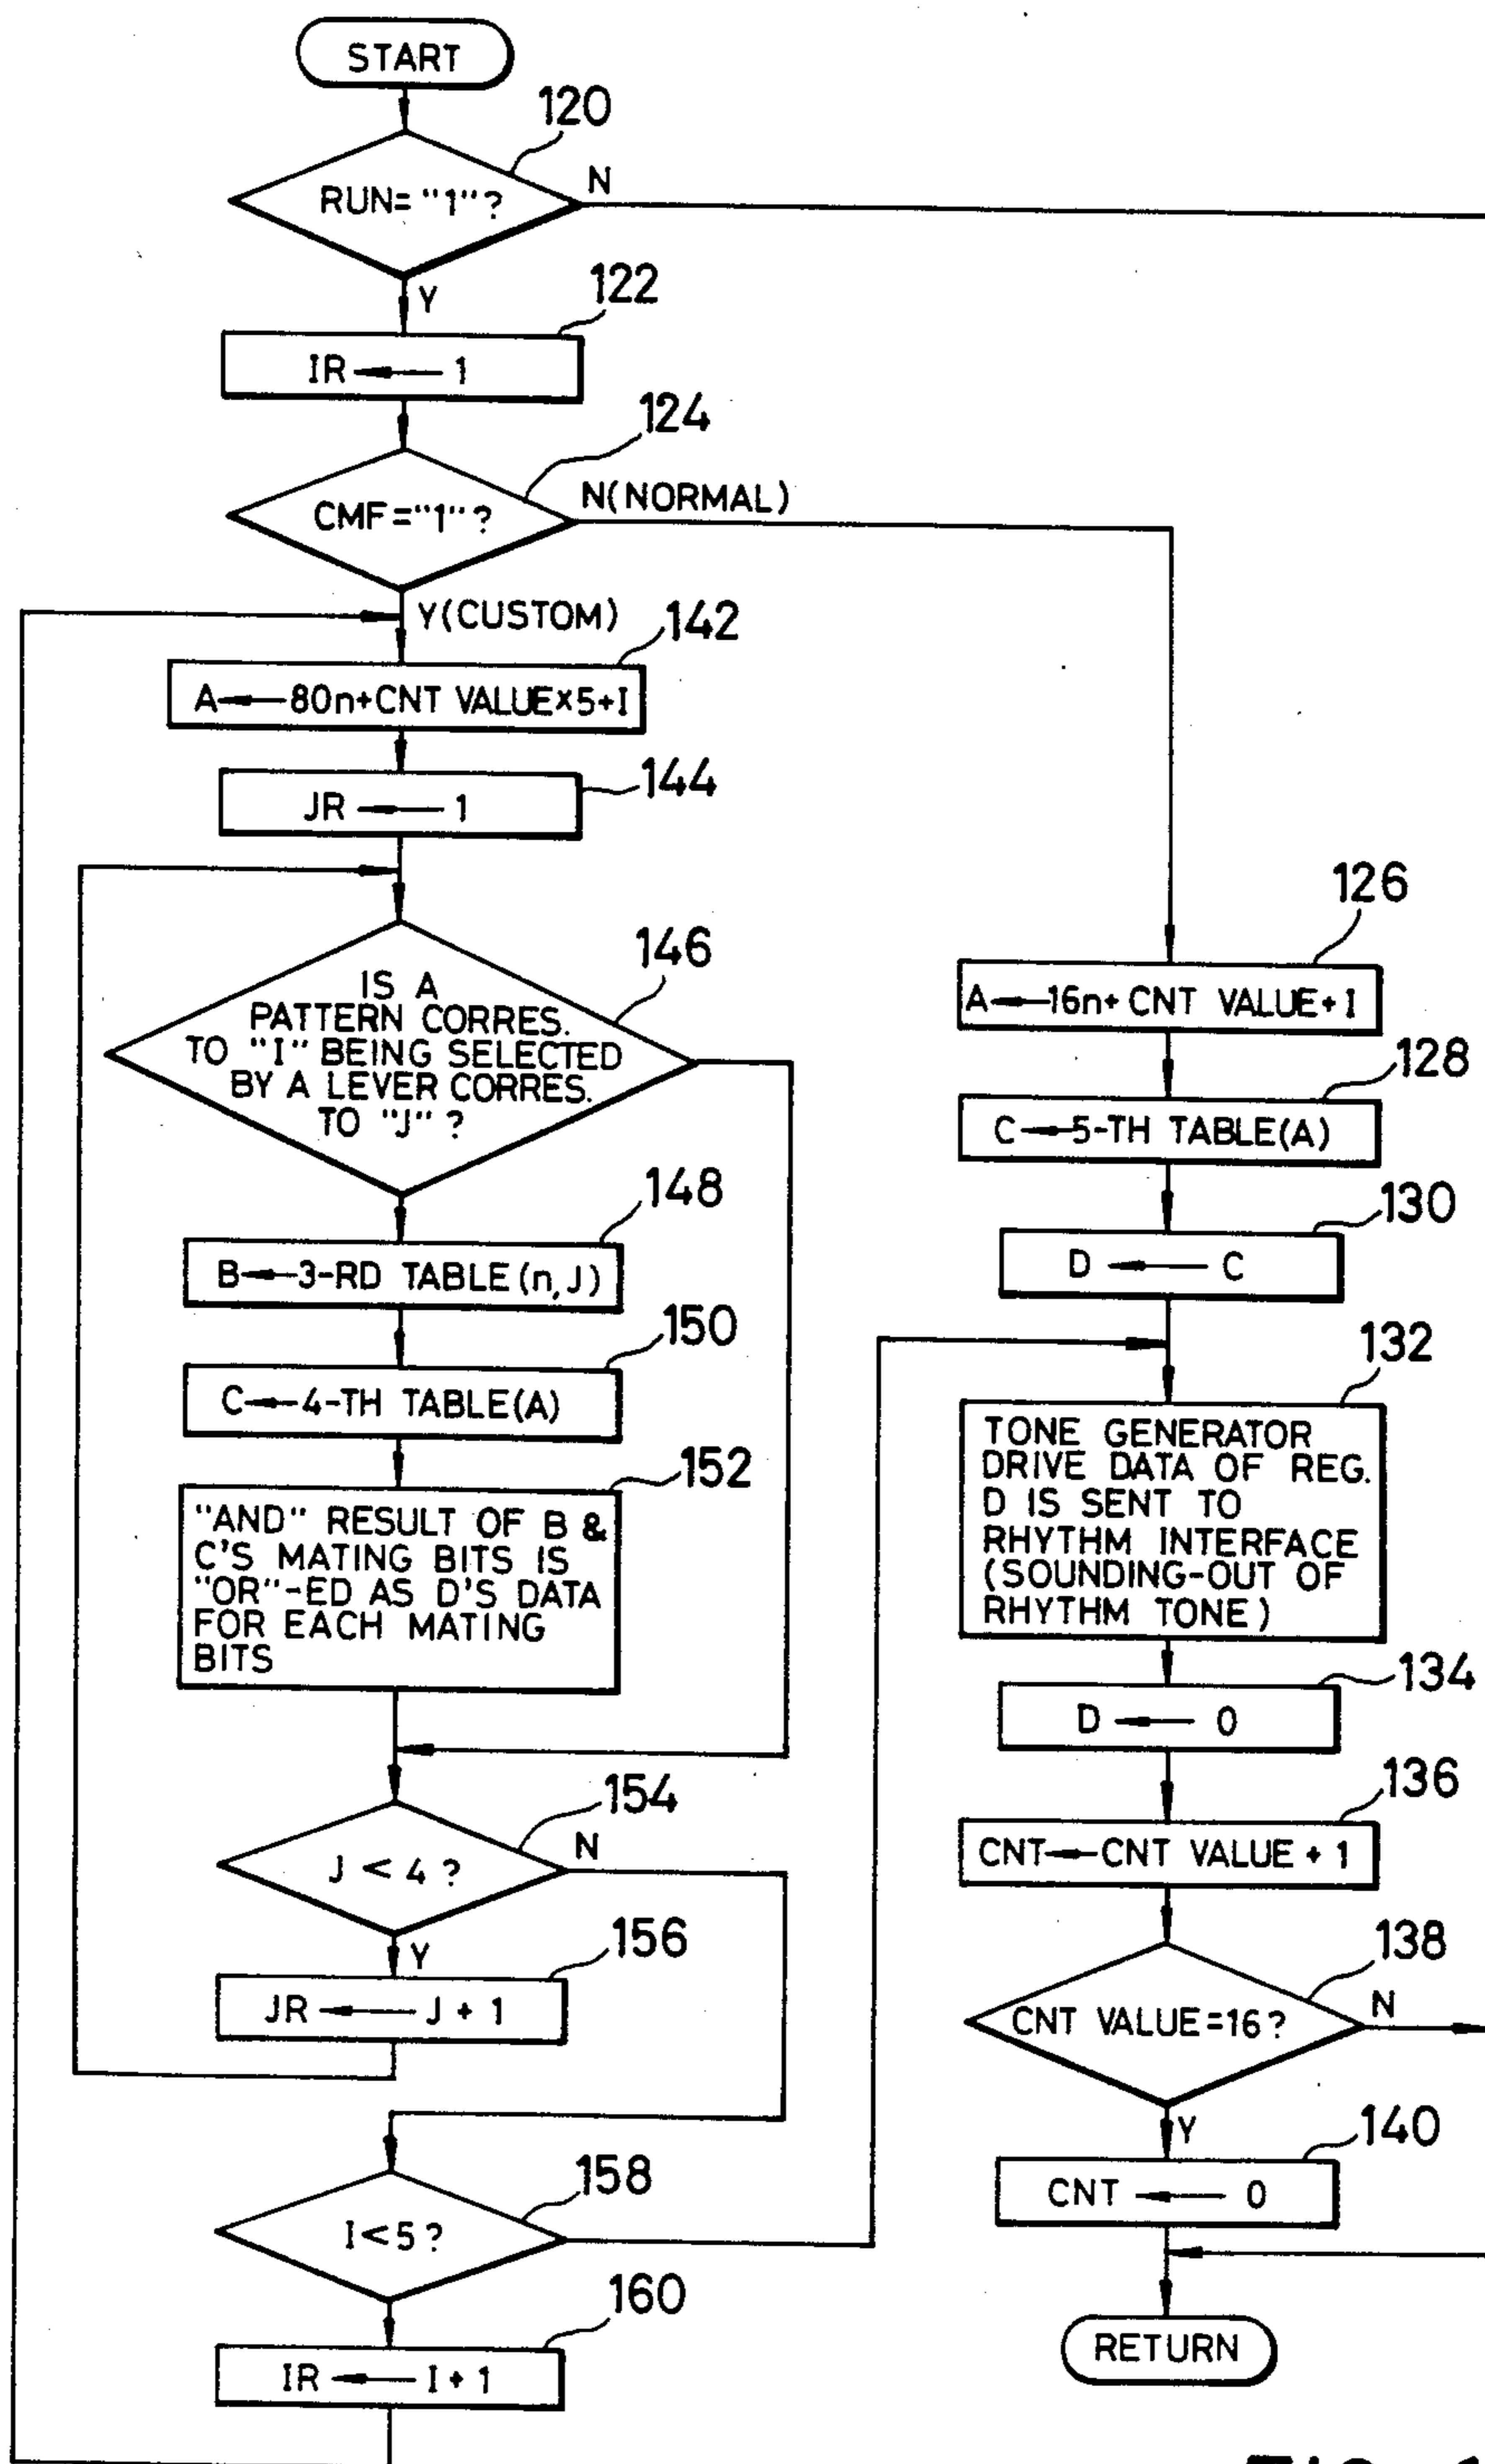 START
120
RUN="1"?
N
Y
122
IR ← 1
124
CMF="1"?
N(NORMAL)
Y(CUSTOM)
142
A←80n+CNT VALUE×5+I
144
JR ← 1
146
IS A
PATTERN CORRES.
TO "I" BEING SELECTED
BY A LEVER CORRES.
TO "J"?
148
B←3-RD TABLE(n,J)
150
C←4-TH TABLE(A)
152
"AND" RESULT OF B &
C'S MATING BITS IS
"OR"-ED AS D'S DATA
FOR EACH MATING
BITS
154
J < 4 ?
N
Y
156
JR ← J + 1
158
I<5?
160
IR ← I + 1
126
A←16n+ CNT VALUE+I
128
C←5-TH TABLE(A)
130
D ← C
132
TONE GENERATOR
DRIVE DATA OF REG.
D IS SENT TO
RHYTHM INTERFACE
(SOUNDING-OUT OF
RHYTHM TONE)
134
D ← 0
136
CNT←CNT VALUE + 1
138
CNT VALUE=16?
N
Y
140
CNT ← 0
RETURN